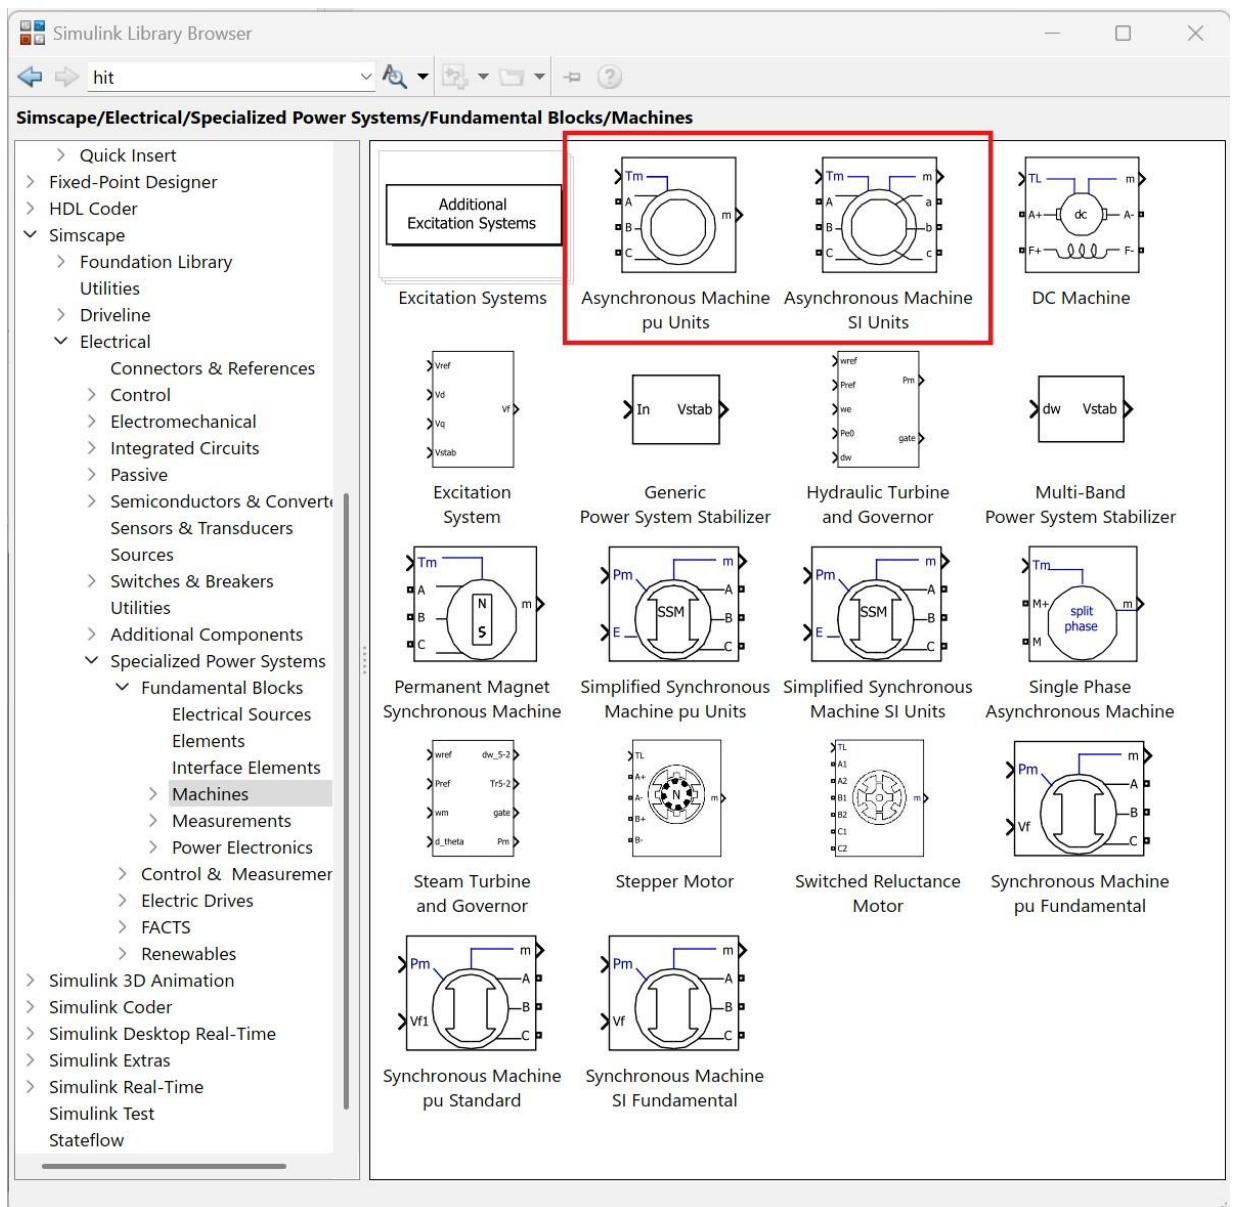 Simulink Library Browser
hit
Simscape/Electrical/Specialized Power Systems/Fundamental Blocks/Machines
Quick Insert
Fixed-Point Designer
HDL Coder
Simscape
Foundation Library
Utilities
Driveline
Electrical
Connectors & References
Control
Electromechanical
Integrated Circuits
Passive
Semiconductors & Converte
Sensors & Transducers
Sources
Switches & Breakers
Utilities
Additional Components
Specialized Power Systems
Fundamental Blocks
Electrical Sources
Elements
Interface Elements
Machines
Measurements
Power Electronics
Control & Measuremer
Electric Drives
FACTS
Renewables
Simulink 3D Animation
Simulink Coder
Simulink Desktop Real-Time
Simulink Extras
Simulink Real-Time
Simulink Test
Stateflow
Additional
Excitation Systems
Excitation Systems
Tm
A
B
C
m
Asynchronous Machine
pu Units
Tm m
A a
B b
C c
Asynchronous Machine
SI Units
TL m
A+ dc A-
F+ F-
DC Machine
Vref
Vd
Vq
Vstab
Vf
Excitation
System
In Vstab
Generic
Power System Stabilizer
wref
Pref
we
Pe0
dw
Pm
gate
Hydraulic Turbine
and Governor
dw Vstab
Multi-Band
Power System Stabilizer
Tm
A
B
C
N
S
m
Permanent Magnet
Synchronous Machine
Pm
E
SSM
m
A
B
C
Simplified Synchronous
Machine pu Units
Pm
E
SSM
m
A
B
C
Simplified Synchronous
Machine SI Units
Tm
M+
M
split
phase
m
Single Phase
Asynchronous Machine
wref dw_5-2
Pref Tr5-2
wm gate
d_theta Pm
Steam Turbine
and Governor
TL
A+
A-
B+
B-
N
m
Stepper Motor
TL
A1
A2
B1
B2
C1
C2
m
Switched Reluctance
Motor
Pm
Vf
m
A
B
C
Synchronous Machine
pu Fundamental
Pm
Vf1
m
A
B
C
Synchronous Machine
pu Standard
Pm
Vf
m
A
B
C
Synchronous Machine
SI Fundamental